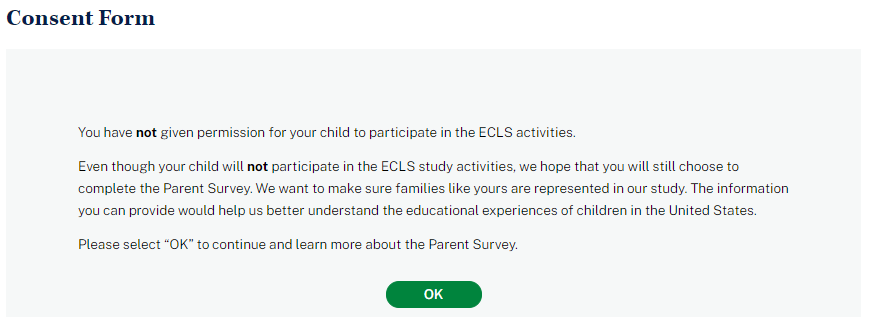 Consent Form
You have not given permission for your child to participate in the ECLS activities.
Even though your child will not participate in the ECLS study activities, we hope that you will still choose to
complete the Parent Survey. We want to make sure families like yours are represented in our study. The information
you can provide would help us better understand the educational experiences of children in the United States.
Please select “OK” to continue and learn more about the Parent Survey.
OK